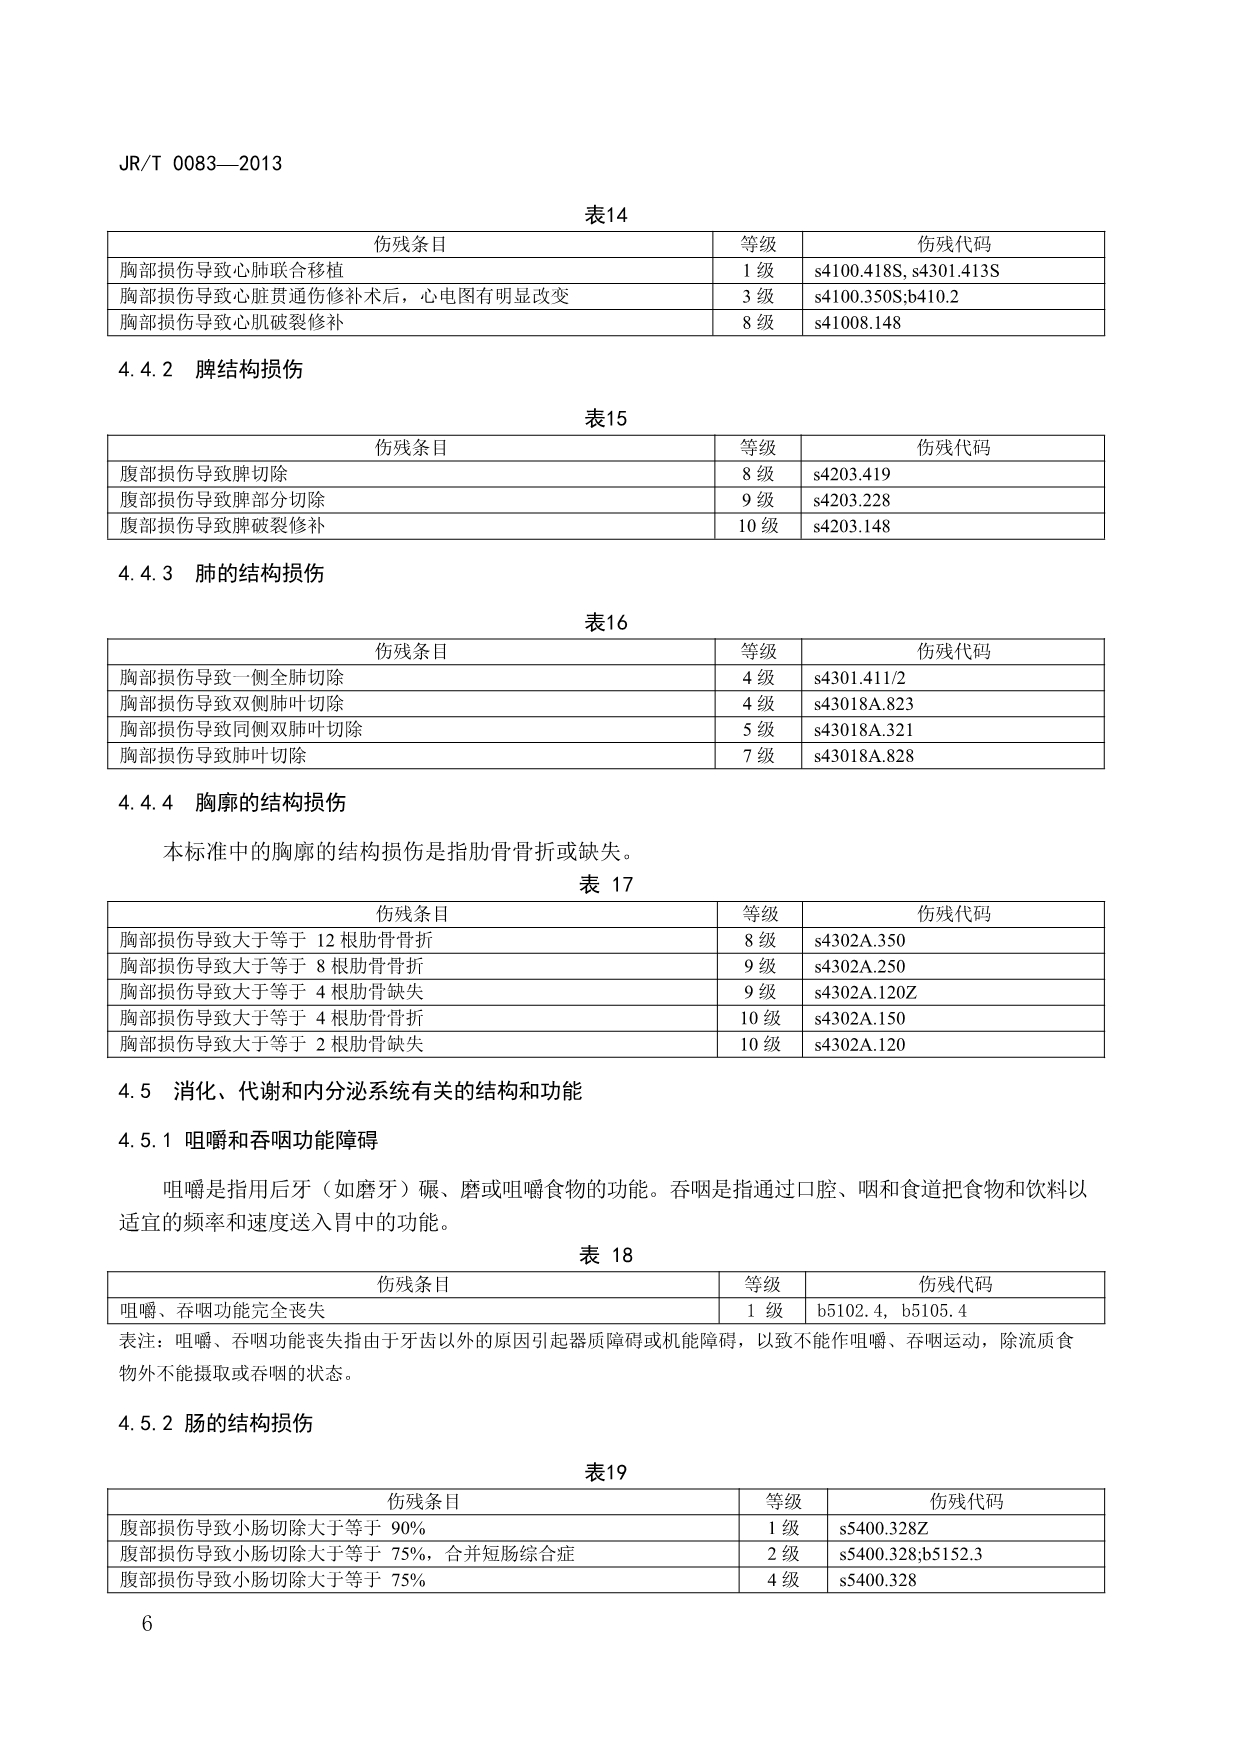 JR/T 0083—2013
表14
伤残条目 等级 伤残代码
胸部损伤导致心肺联合移植 1 级 s4100.418S, s4301.413S
胸部损伤导致心脏贯通伤修补术后，心电图有明显改变 3 级 s4100.350S;b410.2
胸部损伤导致心肌破裂修补 8 级 s41008.148
4.4.2 脾结构损伤
表15
伤残条目 等级 伤残代码
腹部损伤导致脾切除 8 级 s4203.419
腹部损伤导致脾部分切除 9 级 s4203.228
腹部损伤导致脾破裂修补 10 级 s4203.148
4.4.3 肺的结构损伤
表16
伤残条目 等级 伤残代码
胸部损伤导致一侧全肺切除 4 级 s4301.411/2
胸部损伤导致双侧肺叶切除 4 级 s43018A.823
胸部损伤导致同侧双肺叶切除 5 级 s43018A.321
胸部损伤导致肺叶切除 7 级 s43018A.828
4.4.4 胸廓的结构损伤
本标准中的胸廓的结构损伤是指肋骨骨折或缺失。
表 17
伤残条目 等级 伤残代码
胸部损伤导致大于等于 12 根肋骨骨折 8 级 s4302A.350
胸部损伤导致大于等于 8 根肋骨骨折 9 级 s4302A.250
胸部损伤导致大于等于 4 根肋骨缺失 9 级 s4302A.120Z
胸部损伤导致大于等于 4 根肋骨骨折 10 级 s4302A.150
胸部损伤导致大于等于 2 根肋骨缺失 10 级 s4302A.120
4.5 消化、代谢和内分泌系统有关的结构和功能
4.5.1 咀嚼和吞咽功能障碍
咀嚼是指用后牙（如磨牙）碾、磨或咀嚼食物的功能。吞咽是指通过口腔、咽和食道把食物和饮料以
适宜的频率和速度送入胃中的功能。
表 18
伤残条目 等级 伤残代码
咀嚼、吞咽功能完全丧失 1 级 b5102.4, b5105.4
表注：咀嚼、吞咽功能丧失指由于牙齿以外的原因引起器质障碍或机能障碍，以致不能作咀嚼、吞咽运动，除流质食
物外不能摄取或吞咽的状态。
4.5.2 肠的结构损伤
表19
伤残条目 等级 伤残代码
腹部损伤导致小肠切除大于等于 90% 1 级 s5400.328Z
腹部损伤导致小肠切除大于等于 75%，合并短肠综合症 2 级 s5400.328;b5152.3
腹部损伤导致小肠切除大于等于 75% 4 级 s5400.328
6